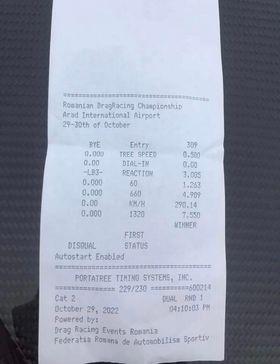 Romanian DragRacing Championship
Arad International Airport
29-30th of October
BYE Entry 309
0.000 TREE SPEED 0.500
0.00 DIAL-IN 0.00
-LB3- REACTION 3.035
0.000 60 1.263
0.000 660 4.909
0.00 KM/H 290.14
0.000 1320 7.550
WINNER
FIRST
DISQUAL STATUS
Autostart Enabled
PORTATREE TIMING SYSTEMS, INC.
229/230 600214
Cat 2 DUAL RND 1
October 29, 2022 04:10:03 PM
Powered by:
Drag Racing Events Romania
Federatia Romana de Automobilism Sportiv